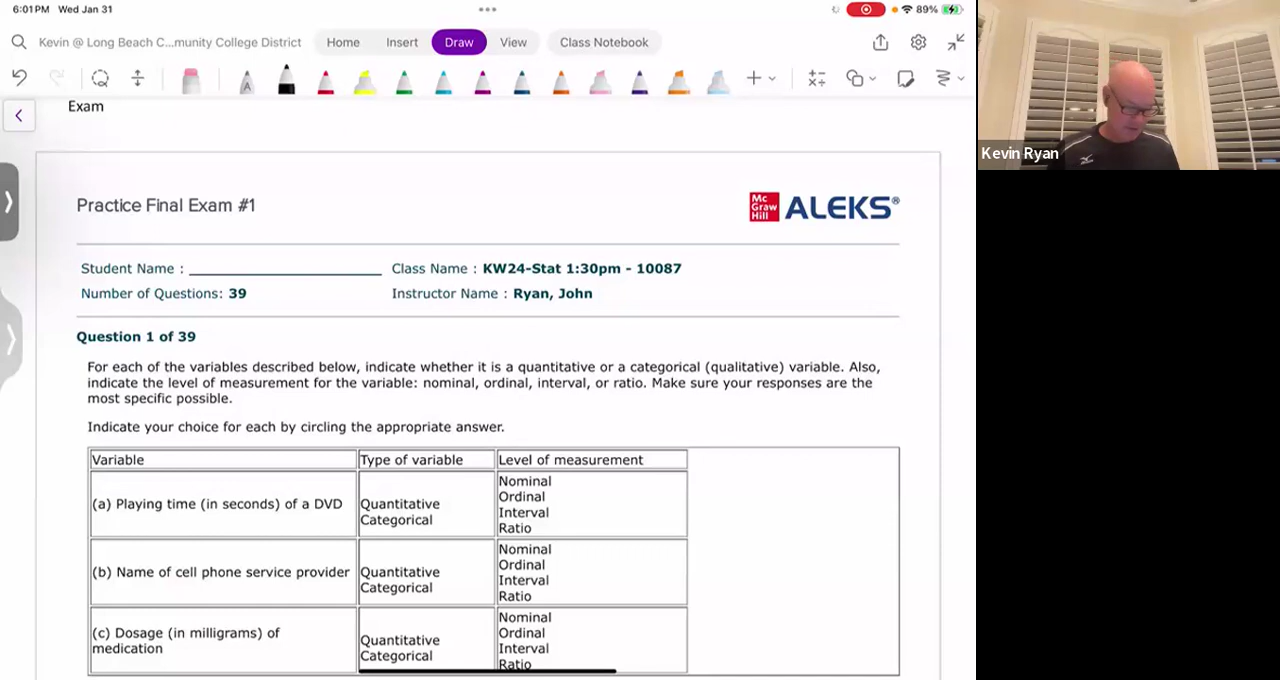 6:01PM Wed Jan 31
89%
Kevin @ Long Beach C...munity College District
Home
Insert
Draw
View
Class Notebook
A
Exam
Practice Final Exam #1
Mc
Graw
Hill
ALEKS®
Student Name : ____________________ Class Name : KW24-Stat 1:30pm - 10087
Number of Questions: 39 Instructor Name : Ryan, John
Question 1 of 39
For each of the variables described below, indicate whether it is a quantitative or a categorical (qualitative) variable. Also,
indicate the level of measurement for the variable: nominal, ordinal, interval, or ratio. Make sure your responses are the
most specific possible.
Indicate your choice for each by circling the appropriate answer.
Variable Type of variable Level of measurement
(a) Playing time (in seconds) of a DVD
Quantitative
Categorical
Nominal
Ordinal
Interval
Ratio
(b) Name of cell phone service provider
Quantitative
Categorical
Nominal
Ordinal
Interval
Ratio
(c) Dosage (in milligrams) of
medication
Quantitative
Categorical
Nominal
Ordinal
Interval
Ratio
Kevin Ryan